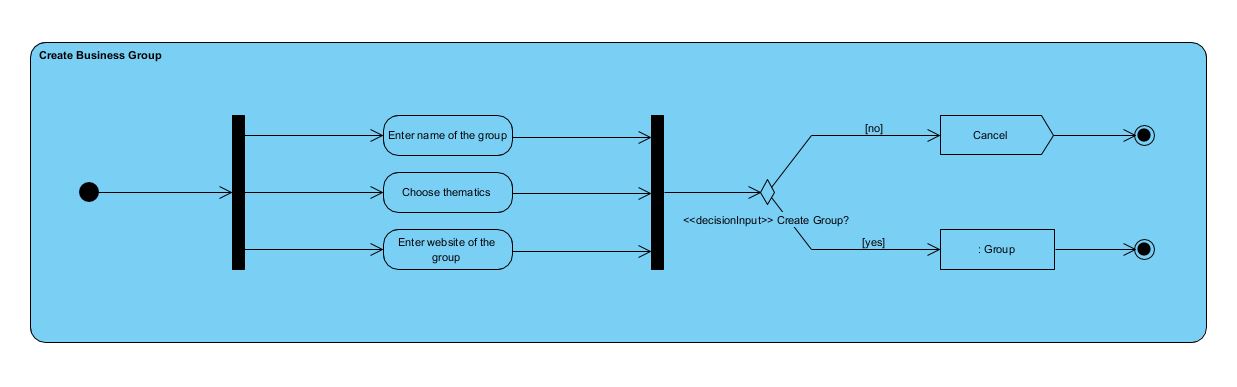 Create Business Group
Enter name of the group
Choose thematics
Enter website of the
group
<<decisionInput>> Create Group?
[no]
Cancel
[yes]
: Group